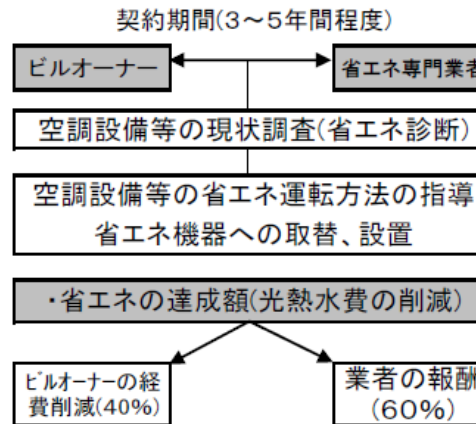 契約期間(3～5年間程度)
ビルオーナー
省エネ専門業者
空調設備等の現状調査(省エネ診断)
空調設備等の省エネ運転方法の指導
省エネ機器への取替、設置
・省エネの達成額(光熱水費の削減)
ﾋﾞﾙオーナーの経
費削減(40%)
業者の報酬
(60%)